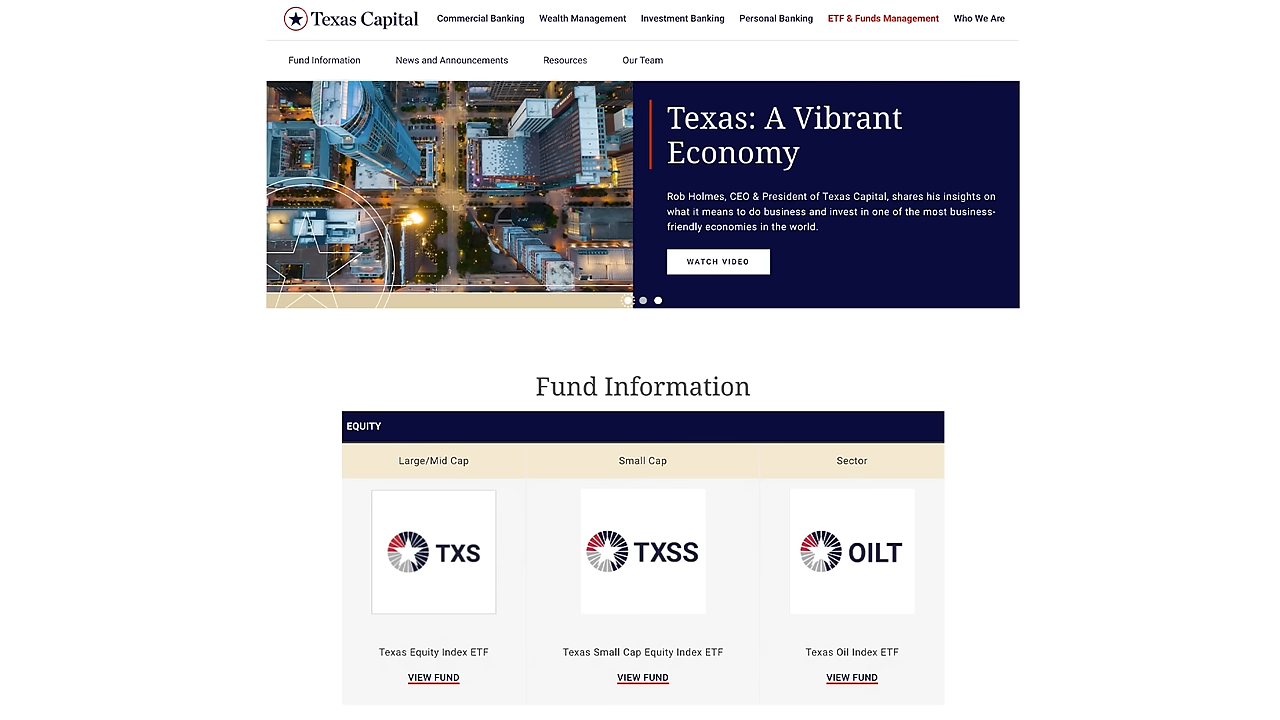 Texas Capital
Commercial Banking Wealth Management Investment Banking Personal Banking ETF & Funds Management Who We Are
Fund Information News and Announcements Resources Our Team
Texas: A Vibrant
Economy
Rob Holmes, CEO & President of Texas Capital, shares his insights on
what it means to do business and invest in one of the most business-
friendly economies in the world.
WATCH VIDEO
Fund Information
EQUITY
Large/Mid Cap Small Cap Sector
TXS TXSS OILT
Texas Equity Index ETF Texas Small Cap Equity Index ETF Texas Oil Index ETF
VIEW FUND VIEW FUND VIEW FUND